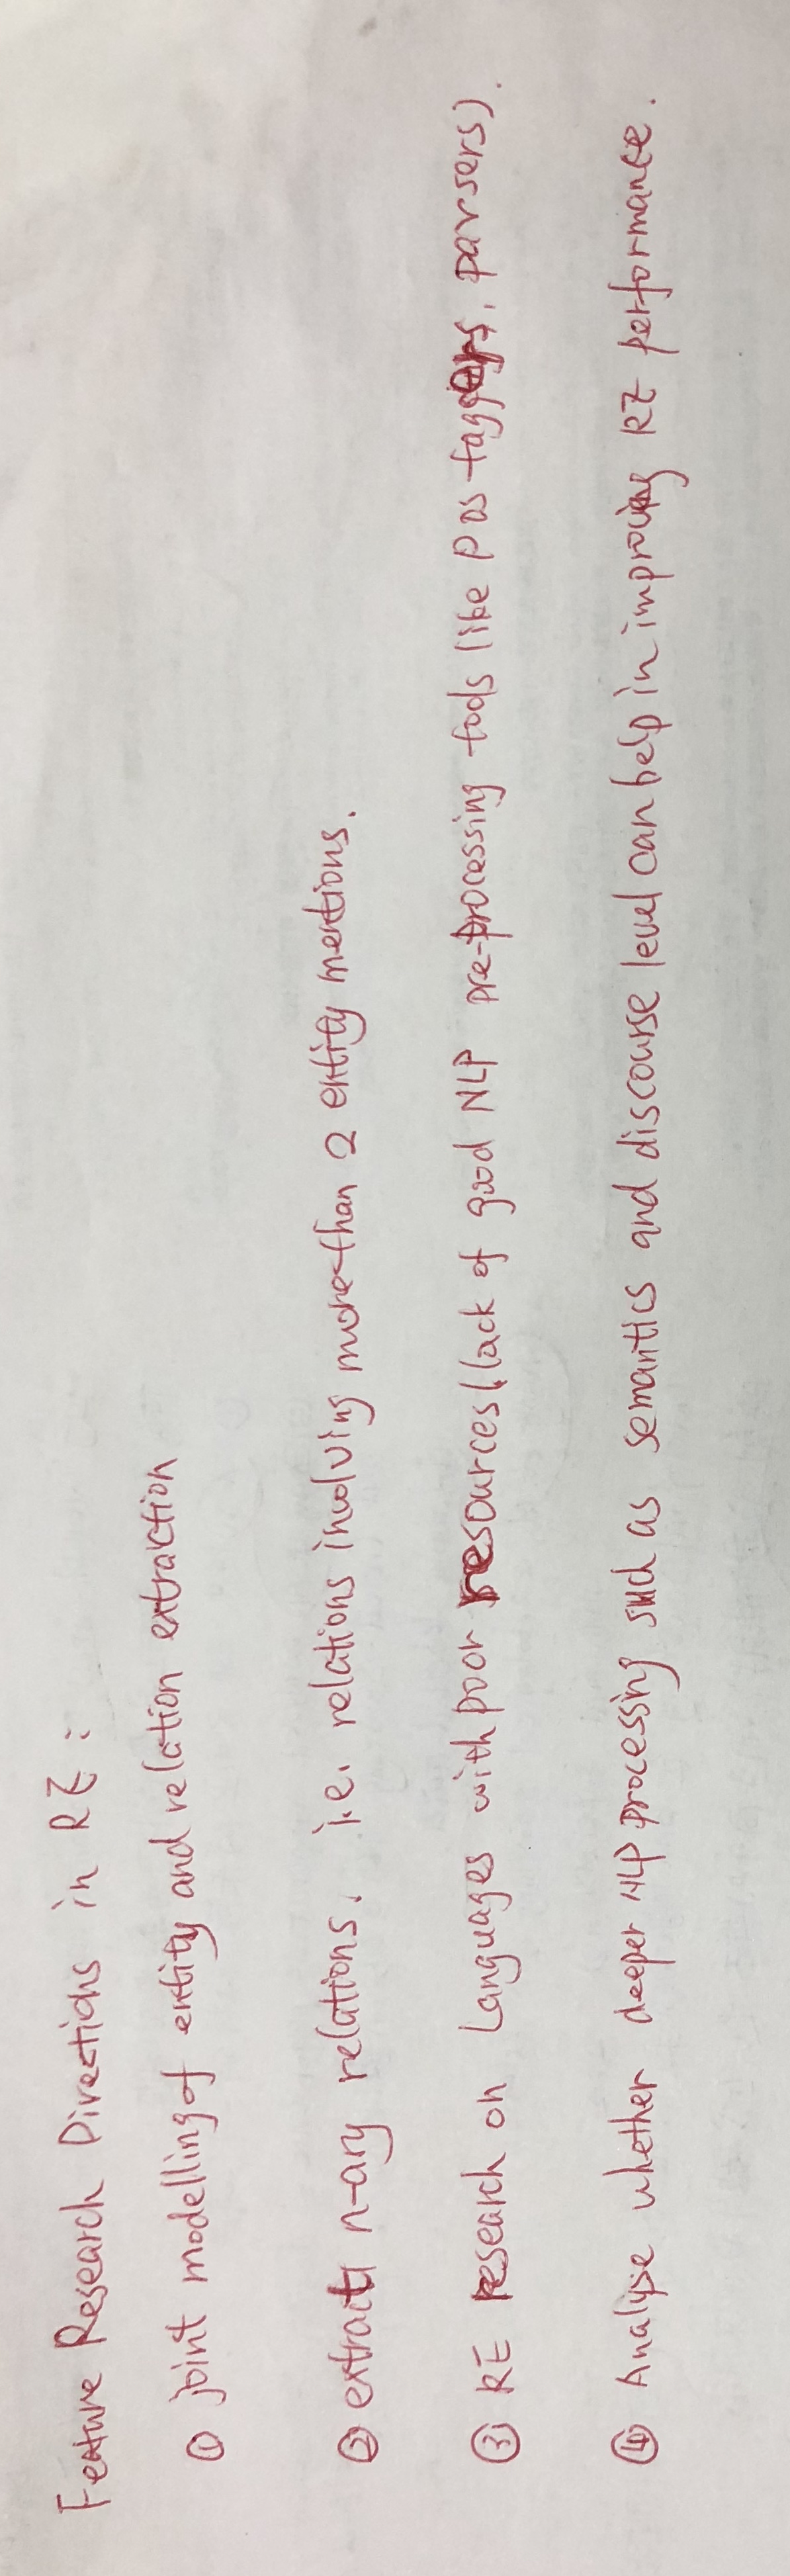 Feature Research Directions in RE :
① joint modelling of entity and relation extraction
② extract n-ary relations. i.e. relations involving more than 2 entity mentions.
③ RE research on Languages with poor resources (lack of good NLP pre-processing tools like pos taggers, parsers).
④ Analyse whether deeper NLP processing such as semantics and discourse level can help in improving RE performance.